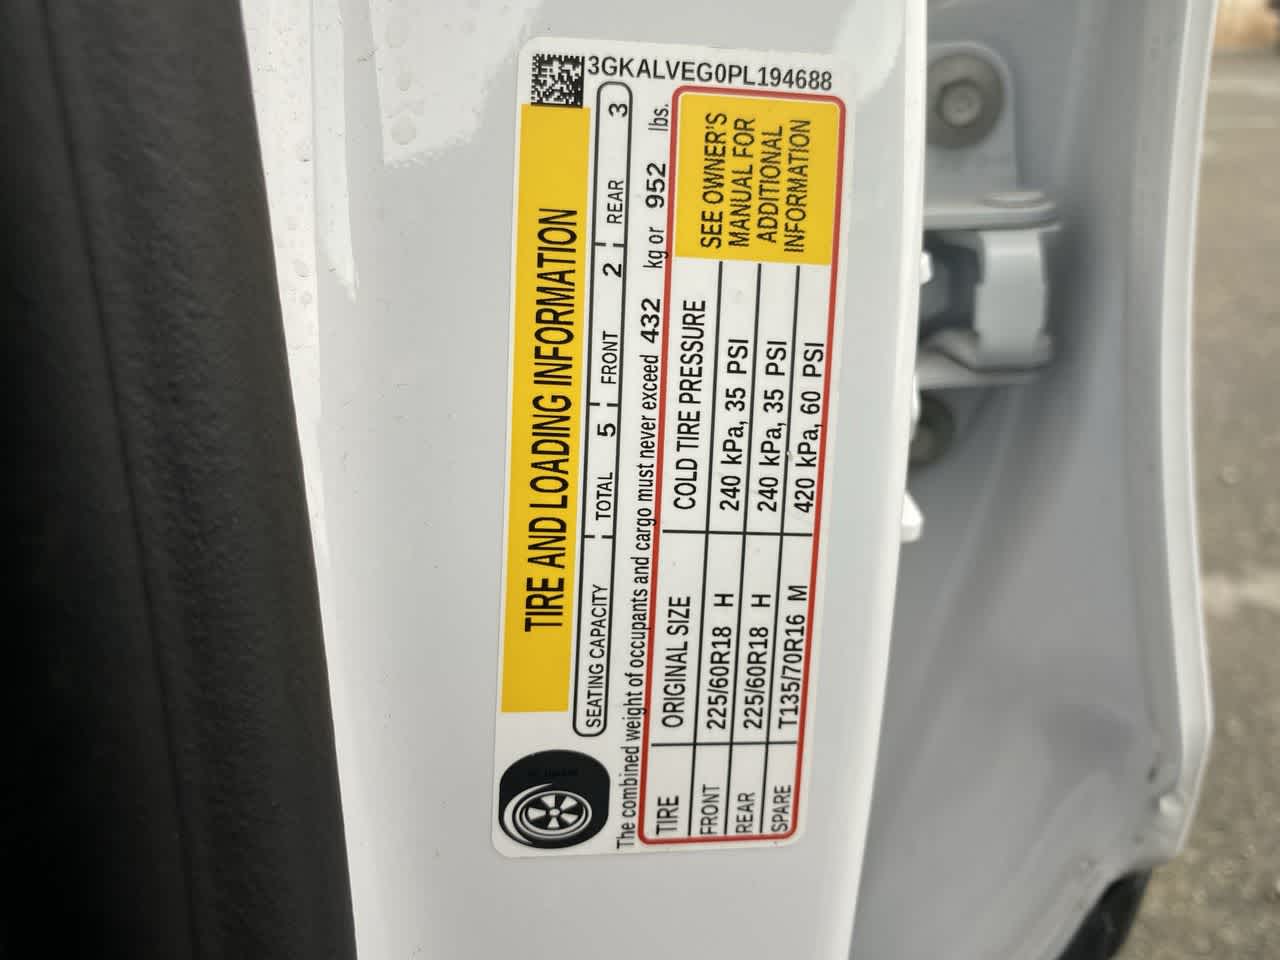 3GKALVEG0PL194688
TIRE AND LOADING INFORMATION
SEATING CAPACITY TOTAL 5 FRONT 2 REAR 3
The combined weight of occupants and cargo must never exceed 432 kg or 952 lbs.
TIRE ORIGINAL SIZE COLD TIRE PRESSURE
FRONT 225/60R18 H 240 kPa, 35 PSI
REAR 225/60R18 H 240 kPa, 35 PSI
SPARE T135/70R16 M 420 kPa, 60 PSI
SEE OWNER'S
MANUAL FOR
ADDITIONAL
INFORMATION